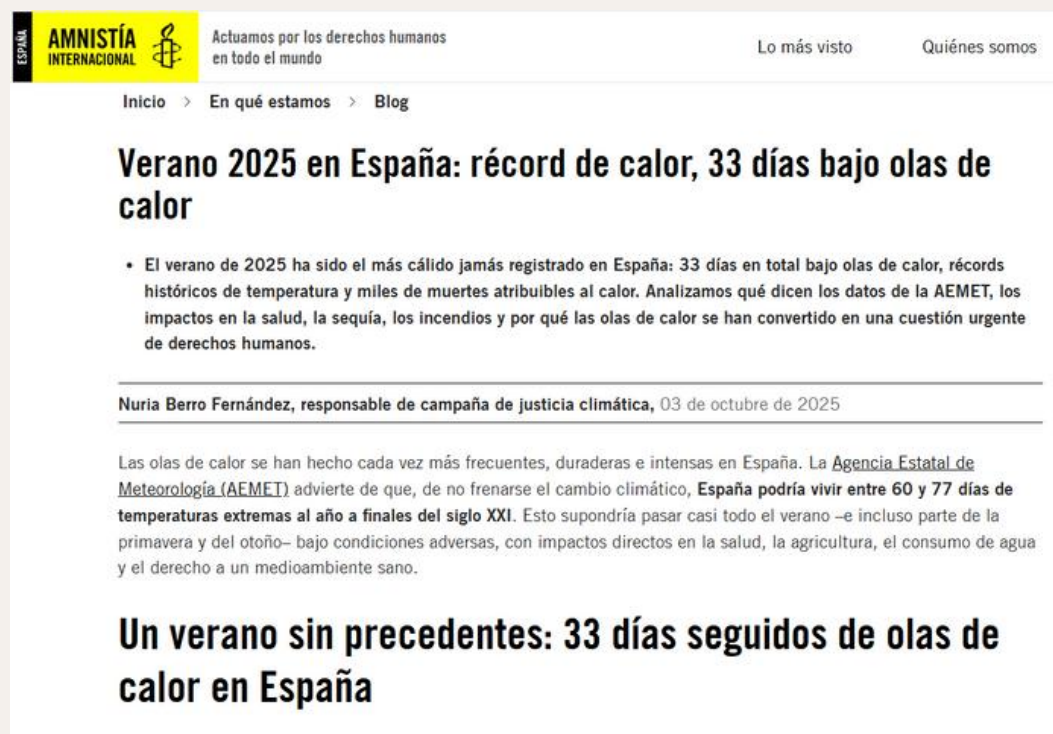 ESPAÑA
AMNISTÍA
INTERNACIONAL
Actuamos por los derechos humanos
en todo el mundo
Lo más visto
Quiénes somos
Inicio > En qué estamos > Blog
Verano 2025 en España: récord de calor, 33 días bajo olas de
calor
• El verano de 2025 ha sido el más cálido jamás registrado en España: 33 días en total bajo olas de calor, récords
históricos de temperatura y miles de muertes atribuibles al calor. Analizamos qué dicen los datos de la AEMET, los
impactos en la salud, la sequía, los incendios y por qué las olas de calor se han convertido en una cuestión urgente
de derechos humanos.
Nuria Berro Fernández, responsable de campaña de justicia climática, 03 de octubre de 2025
Las olas de calor se han hecho cada vez más frecuentes, duraderas e intensas en España. La Agencia Estatal de
Meteorología (AEMET) advierte de que, de no frenarse el cambio climático, España podría vivir entre 60 y 77 días de
temperaturas extremas al año a finales del siglo XXI. Esto supondría pasar casi todo el verano –e incluso parte de la
primavera y del otoño– bajo condiciones adversas, con impactos directos en la salud, la agricultura, el consumo de agua
y el derecho a un medioambiente sano.
Un verano sin precedentes: 33 días seguidos de olas de
calor en España